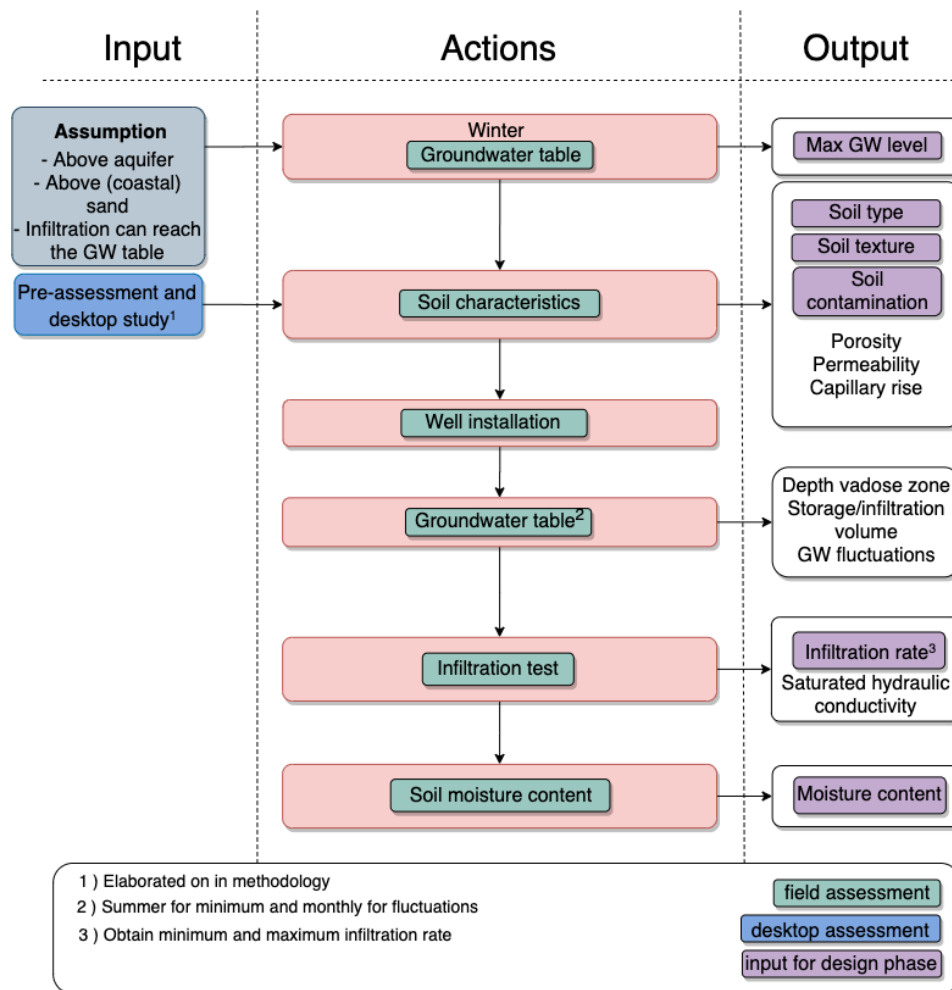 Input
Actions
Output
Assumption
- Above aquifer
- Above (coastal)
sand
- Infiltration can reach
the GW table
Pre-assessment and
desktop study¹
Winter
Groundwater table
Soil characteristics
Well installation
Groundwater table²
Infiltration test
Soil moisture content
Max GW level
Soil type
Soil texture
Soil
contamination
Porosity
Permeability
Capillary rise
Depth vadose zone
Storage/infiltration
volume
GW fluctuations
Infiltration rate³
Saturated hydraulic
conductivity
Moisture content
1 ) Elaborated on in methodology
2 ) Summer for minimum and monthly for fluctuations
3 ) Obtain minimum and maximum infiltration rate
field assessment
desktop assessment
input for design phase